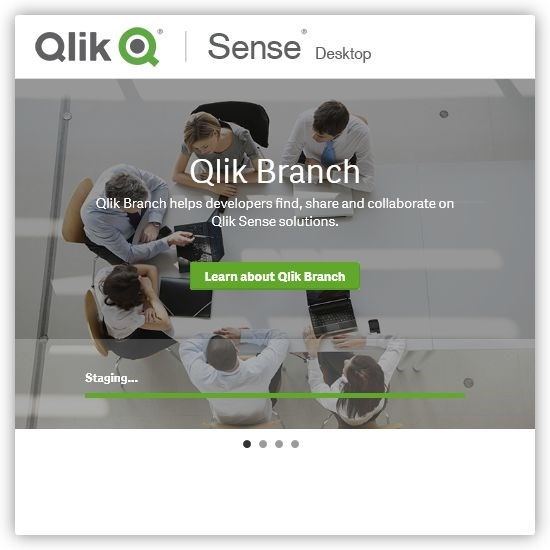 Qlik® | Sense® Desktop
Qlik Branch
Qlik Branch helps developers find, share and collaborate on
Qlik Sense solutions.
Learn about Qlik Branch
Staging...